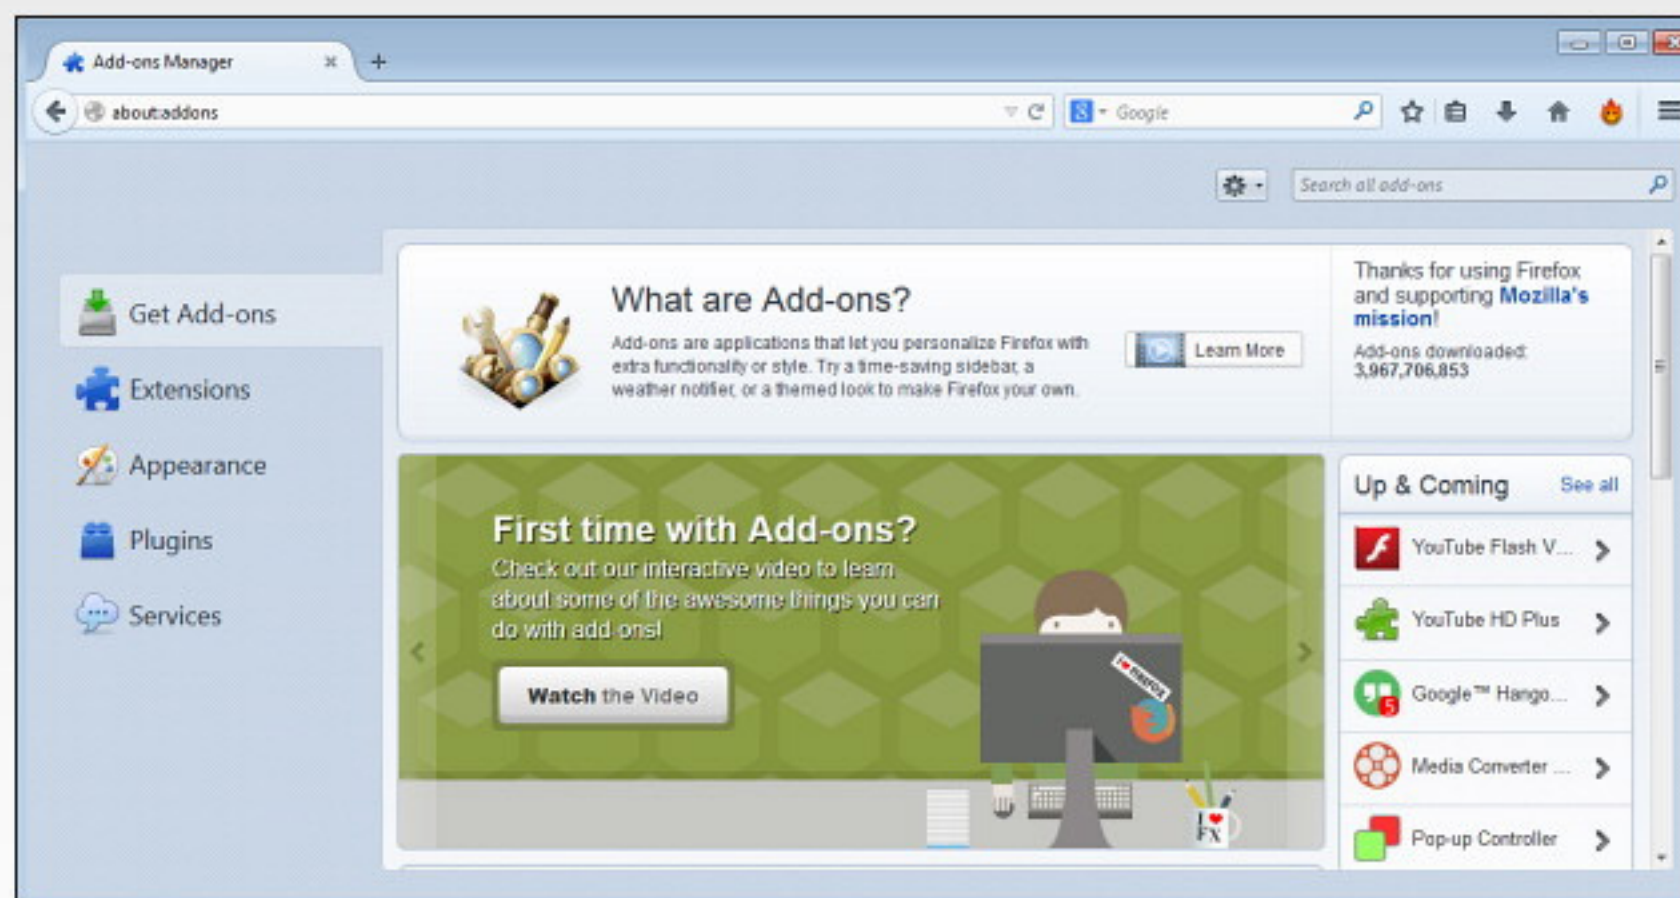 Add-ons Manager
about:addons
8
Google
Search all add-ons
Get Add-ons
Extensions
Appearance
Plugins
Services
What are Add-ons?
Add-ons are applications that let you personalize Firefox with
extra functionality or style. Try a time-saving sidebar, a
weather notifier, or a themed look to make Firefox your own.
Learn More
Thanks for using Firefox
and supporting Mozilla's
mission!
Add-ons downloaded:
3,967,706,853
First time with Add-ons?
Check out our interactive video to learn
about some of the awesome things you can
do with add-ons!
Watch the Video
I ♥ FIREFOX
I ♥
FX
Up & Coming
See all
YouTube Flash V...
YouTube HD Plus
Google™ Hango...
5
Media Converter ...
Pop-up Controller